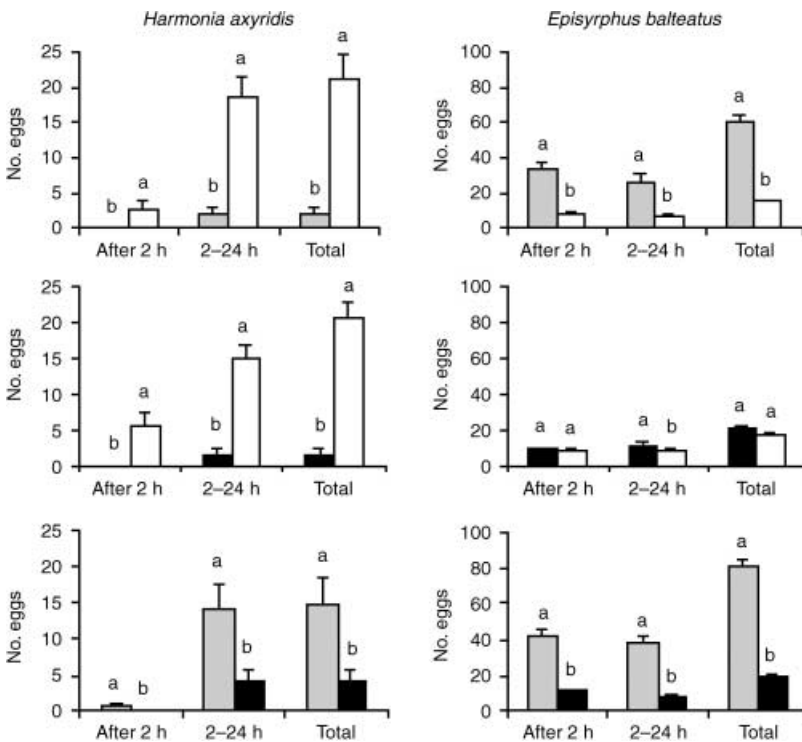 Harmonia axyridis
Episyrphus balteatus
25
20
15
10
5
0
No. eggs
b
a
b
a
b
a
After 2 h 2–24 h Total
100
80
60
40
20
0
No. eggs
a
b
a
b
a
b
After 2 h 2–24 h Total
25
20
15
10
5
0
No. eggs
b
a
b
a
b
a
After 2 h 2–24 h Total
100
80
60
40
20
0
No. eggs
a a
a b
a a
After 2 h 2–24 h Total
25
20
15
10
5
0
No. eggs
a b
a
b
a
b
After 2 h 2–24 h Total
100
80
60
40
20
0
No. eggs
a
b
a
b
a
b
After 2 h 2–24 h Total